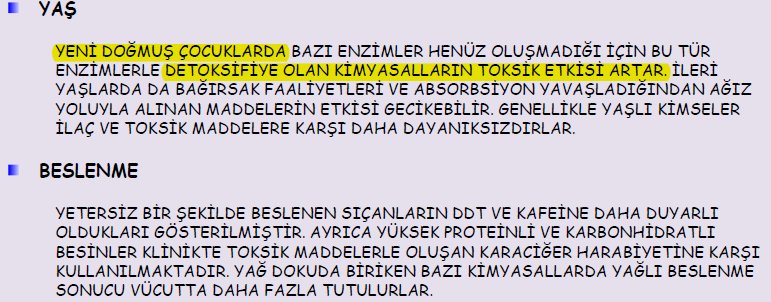 YAŞ
YENİ DOĞMUŞ ÇOCUKLARDA BAZI ENZİMLER HENÜZ OLUŞMADIĞI İÇİN BU TÜR
ENZİMLERLE DETOKSİFİYE OLAN KİMYASALLARIN TOKSİK ETKİSİ ARTAR. İLERİ
YAŞLARDA DA BAĞIRSAK FAALİYETLERİ VE ABSORBSİYON YAVAŞLADIĞINDAN AĞIZ
YOLUYLA ALINAN MADDELERİN ETKİSİ GECİKEBİLİR. GENELLİKLE YAŞLI KİMSELER
İLAÇ VE TOKSİK MADDELERE KARŞI DAHA DAYANIKSIZDIRLAR.
BESLENME
YETERSİZ BİR ŞEKİLDE BESLENEN SIÇANLARIN DDT VE KAFEİNE DAHA DUYARLI
OLDUKLARI GÖSTERİLMİŞTİR. AYRICA YÜKSEK PROTEİNLİ VE KARBONHİDRATLI
BESİNLER KLİNİKTE TOKSİK MADDELERLE OLUŞAN KARACİĞER HARABİYETİNE KARŞI
KULLANILMAKTADIR. YAĞ DOKUDA BİRİKEN BAZI KİMYASALLARDA YAĞLI BESLENME
SONUCU VÜCUTTA DAHA FAZLA TUTULURLAR.